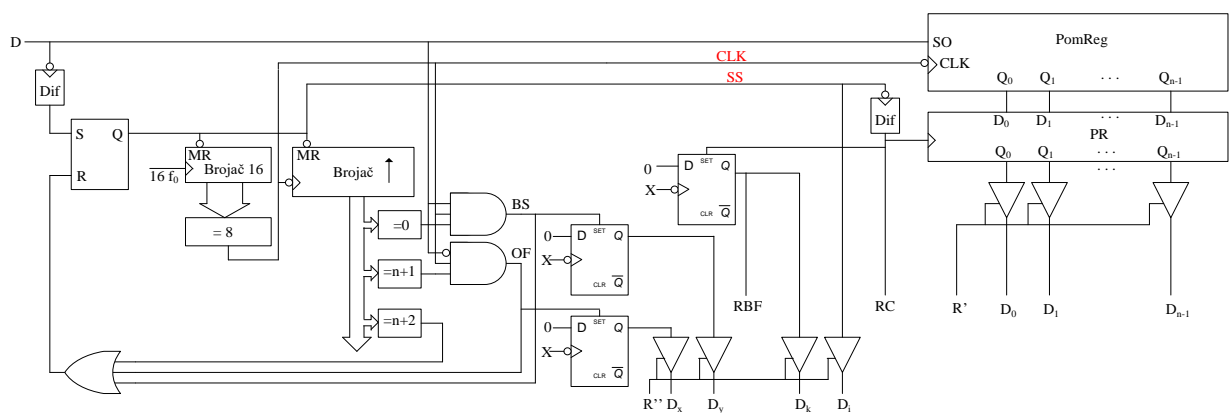 D
SO
PomReg
CLK
CLK
SS
Dif
Q0 Q1 · · · Qn-1
D0 D1 · · · Dn-1
PR
Q0 Q1 · · · Qn-1
Dif
S Q
R
MR
Brojač 16
16 f0
= 8
MR
Brojač
=0
=n+1
=n+2
BS
OF
0 D SET Q
X
CLR Q
0 D SET Q
X
CLR Q
0 D SET Q
X
CLR Q
RBF
RC
R' D0 D1 Dn-1
R'' Dx Dy Dk Di